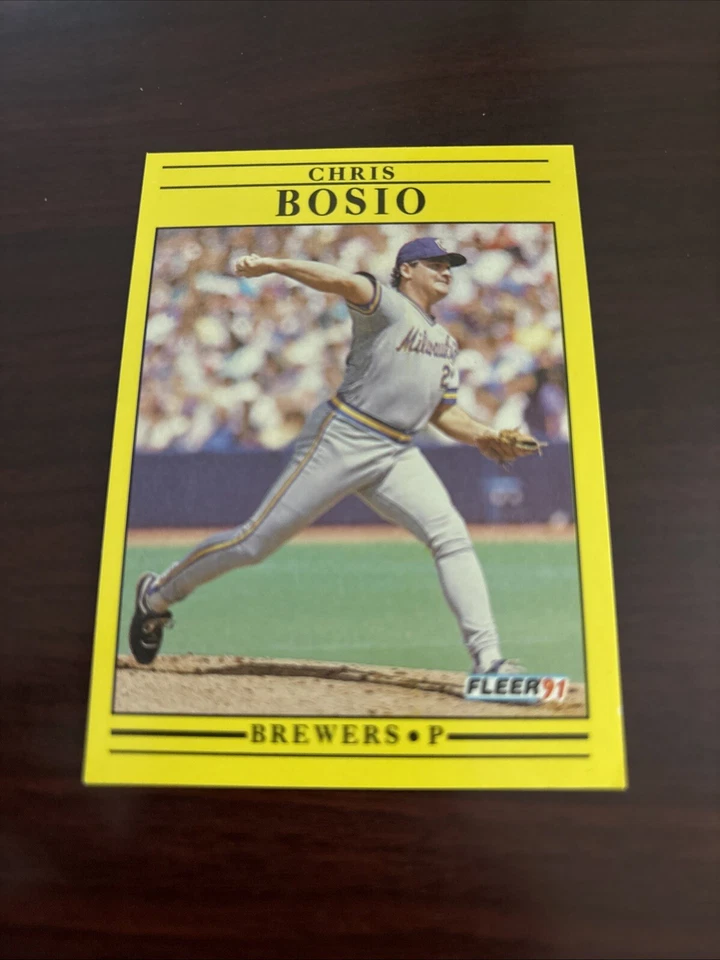 CHRIS
BOSIO
FLEER '91
BREWERS • P